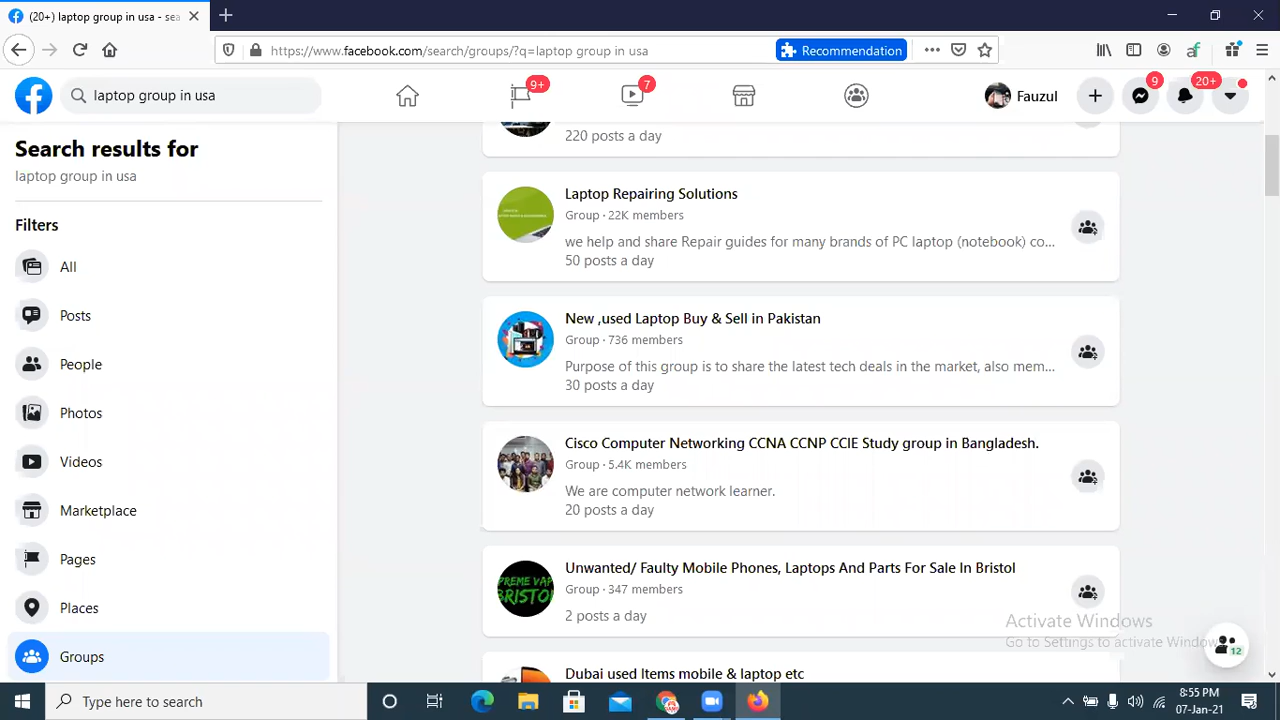 (20+) laptop group in usa - sea
https://www.facebook.com/search/groups/?q=laptop group in usa
Recommendation
laptop group in usa
9+
7
Fauzul
9
20+
Search results for
laptop group in usa
Filters
All
Posts
People
Photos
Videos
Marketplace
Pages
Places
Groups
220 posts a day
Laptop Repairing Solutions
Group · 22K members
we help and share Repair guides for many brands of PC laptop (notebook) co...
50 posts a day
New ,used Laptop Buy & Sell in Pakistan
Group · 736 members
Purpose of this group is to share the latest tech deals in the market, also mem...
30 posts a day
Cisco Computer Networking CCNA CCNP CCIE Study group in Bangladesh.
Group · 5.4K members
We are computer network learner.
20 posts a day
PREME VAP
BRISTOL
Unwanted/ Faulty Mobile Phones, Laptops And Parts For Sale In Bristol
Group · 347 members
2 posts a day
Dubai used Items mobile & laptop etc
Activate Windows
Go to Settings to activate Window
12
Type here to search
8:55 PM
07-Jan-21